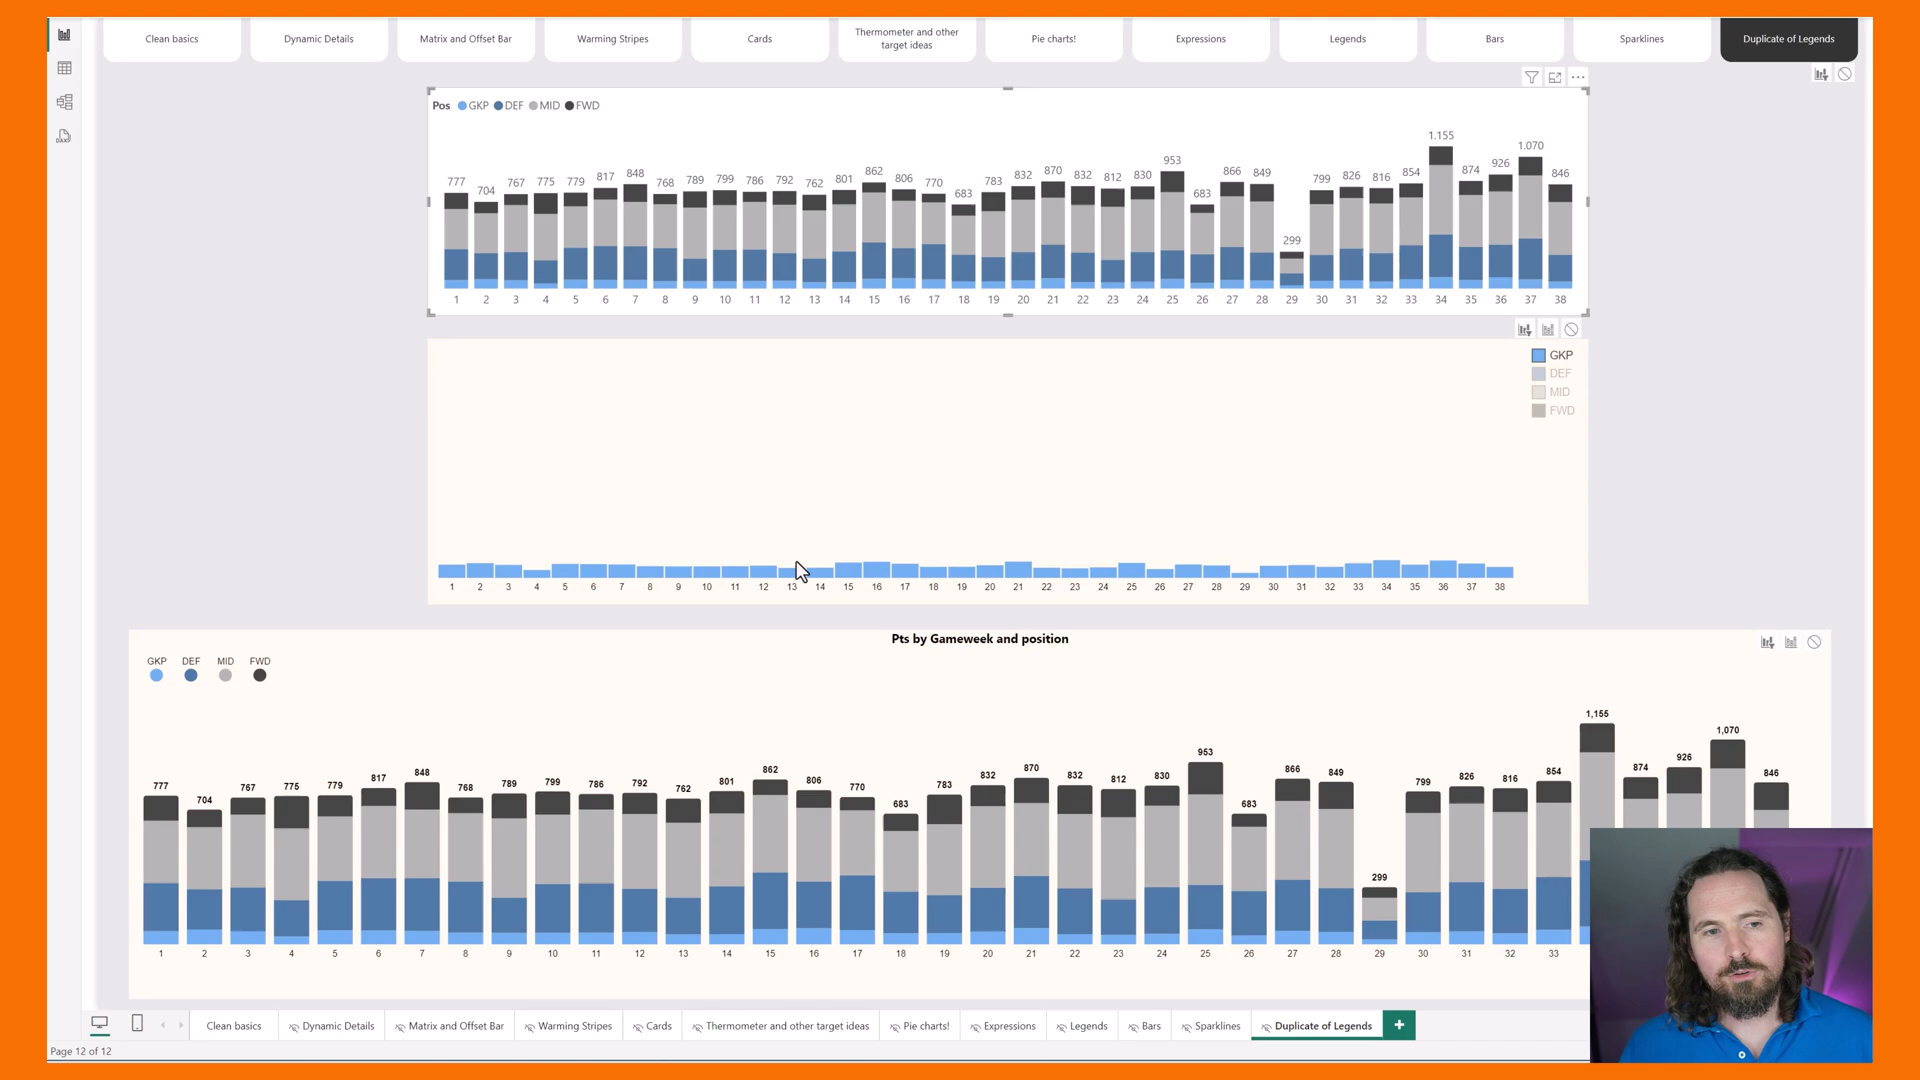 Clean basics
Dynamic Details
Matrix and Offset Bar
Warming Stripes
Cards
Thermometer and other
target ideas
Pie charts!
Expressions
Legends
Bars
Sparklines
Duplicate of Legends
Pos GKP DEF MID FWD
777 704 767 775 779 817 848 768 789 799 786 792 762 801 862 806 770 683 783 832 870 832 812 830 953 683 866 849 299 799 826 816 854 1.155 874 926 1.070 846
1 2 3 4 5 6 7 8 9 10 11 12 13 14 15 16 17 18 19 20 21 22 23 24 25 26 27 28 29 30 31 32 33 34 35 36 37 38
GKP
DEF
MID
FWD
1 2 3 4 5 6 7 8 9 10 11 12 13 14 15 16 17 18 19 20 21 22 23 24 25 26 27 28 29 30 31 32 33 34 35 36 37 38
Pts by Gameweek and position
GKP DEF MID FWD
777 704 767 775 779 817 848 768 789 799 786 792 762 801 862 806 770 683 783 832 870 832 812 830 953 683 866 849 299 799 826 816 854 1,155 874 926 1,070 846
1 2 3 4 5 6 7 8 9 10 11 12 13 14 15 16 17 18 19 20 21 22 23 24 25 26 27 28 29 30 31 32 33
Clean basics Dynamic Details Matrix and Offset Bar Warming Stripes Cards Thermometer and other target ideas Pie charts! Expressions Legends Bars Sparklines Duplicate of Legends +
Page 12 of 12